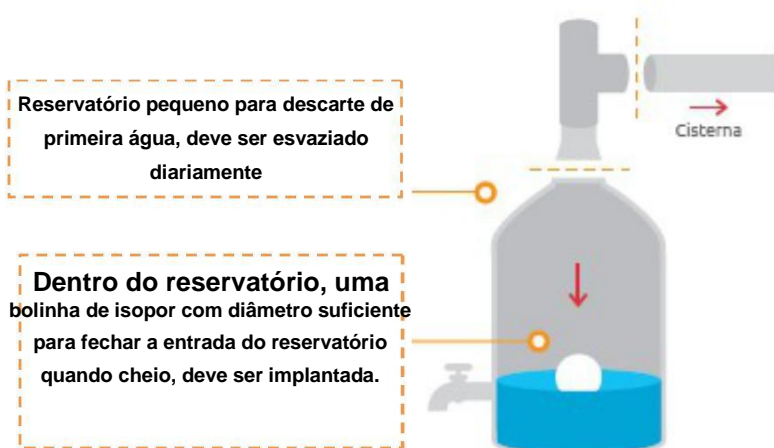 Reservatório pequeno para descarte de
primeira água, deve ser esvaziado
diariamente
Cisterna
Dentro do reservatório, uma
bolinha de isopor com diâmetro suficiente
para fechar a entrada do reservatório
quando cheio, deve ser implantada.